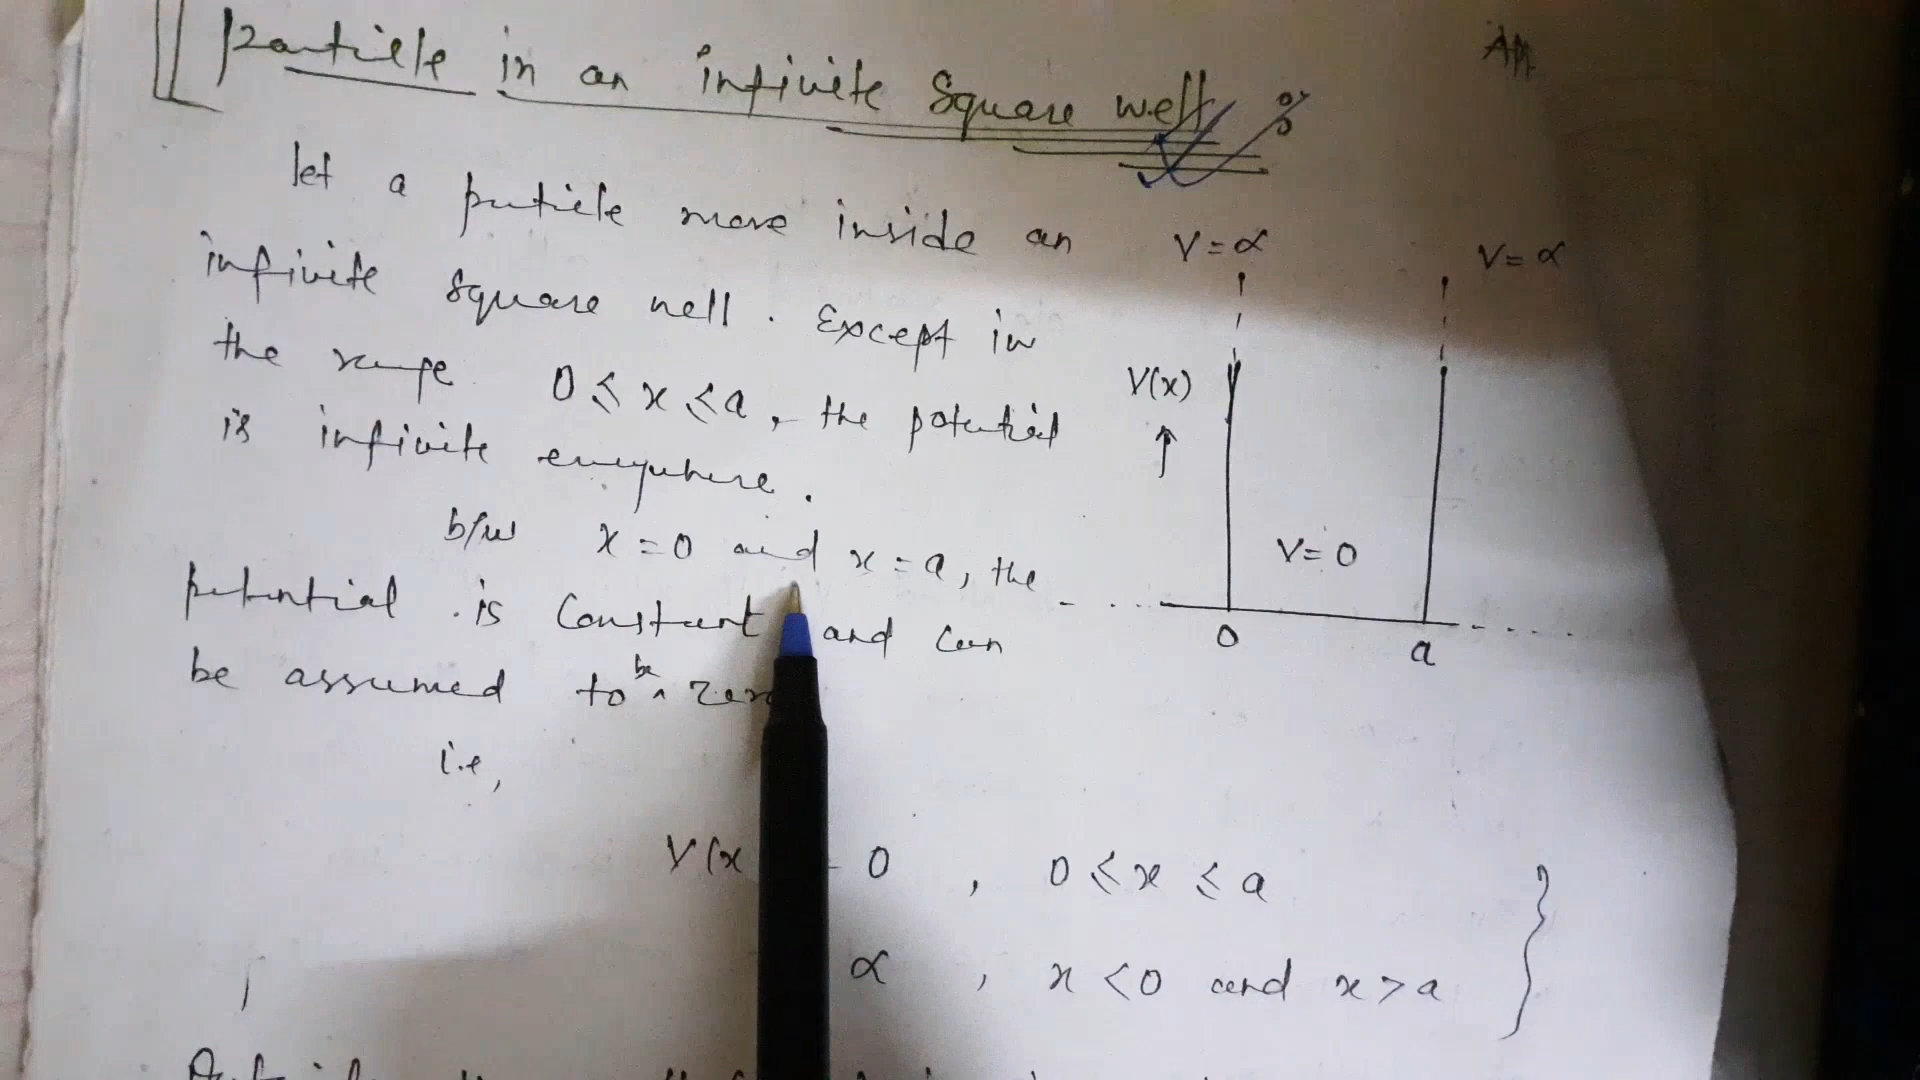 Particle in an infinite square well :
let a particle move inside an
infinite square well. Except in
the range 0 ≤ x ≤ a, the potential
is infinite everywhere.
b/w x = 0 and x = a, the
potential is constant and can
be assumed to be zero
i.e,
V(x = 0 , 0 ≤ x ≤ a
∝ , x < 0 and x > a
V = ∝
V = ∝
V(x)
↑
V = 0
0
a